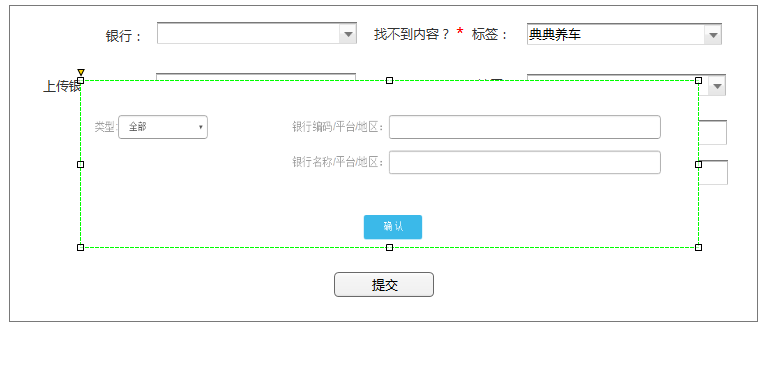 银行： 找不到内容？ * 标签： 典典养车
上传银
类型: 全部 银行编码/平台/地区：
银行名称/平台/地区：
确 认
提交